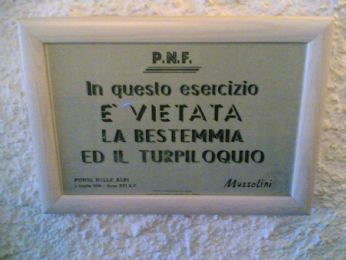 P.N.F.
In questo esercizio
E' VIETATA
LA BESTEMMIA
ED IL TURPILOQUIO
PONTE NELLE ALPI
Mussolini